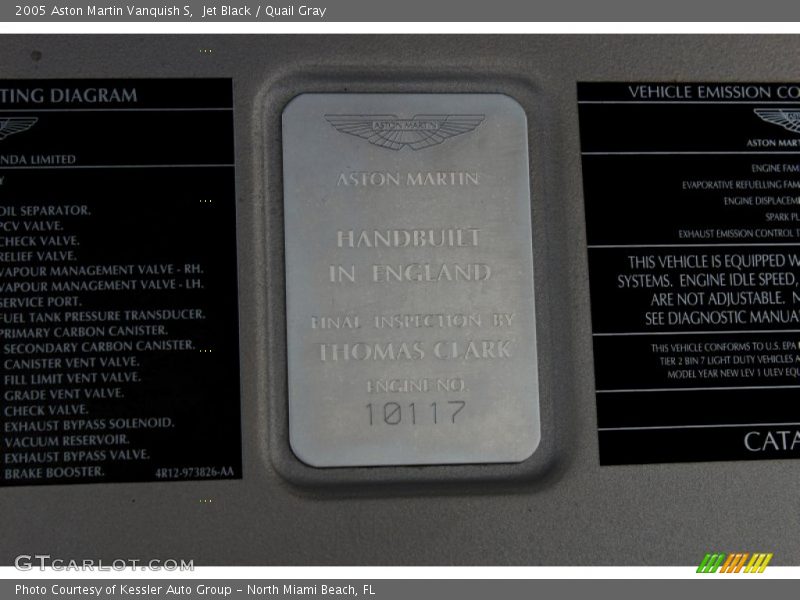 2005 Aston Martin Vanquish S,  Jet Black / Quail Gray
TING DIAGRAM
NDA LIMITED
OIL SEPARATOR.
PCV VALVE.
CHECK VALVE.
RELIEF VALVE.
VAPOUR MANAGEMENT VALVE - RH.
VAPOUR MANAGEMENT VALVE - LH.
SERVICE PORT.
FUEL TANK PRESSURE TRANSDUCER.
PRIMARY CARBON CANISTER.
SECONDARY CARBON CANISTER.
CANISTER VENT VALVE.
FILL LIMIT VENT VALVE.
GRADE VENT VALVE.
CHECK VALVE.
EXHAUST BYPASS SOLENOID.
VACUUM RESERVOIR.
EXHAUST BYPASS VALVE.
BRAKE BOOSTER.
4R12-973826-AA
ASTON MARTIN
ASTON MARTIN
HANDBUILT
IN ENGLAND
FINAL INSPECTION BY
THOMAS CLARK
ENGINE NO.
10117
VEHICLE EMISSION CO
ASTON MART
ENGINE FAM
EVAPORATIVE REFUELLING FAM
ENGINE DISPLACEME
SPARK PL
EXHAUST EMISSION CONTROL T
THIS VEHICLE IS EQUIPPED W
SYSTEMS. ENGINE IDLE SPEED,
ARE NOT ADJUSTABLE. N
SEE DIAGNOSTIC MANUA
THIS VEHICLE CONFORMS TO U.S. EPA
TIER 2 BIN 7 LIGHT DUTY VEHICLES A
MODEL YEAR NEW LEV 1 ULEV EQU
CATA
GTCARLOT.COM
Photo Courtesy of Kessler Auto Group - North Miami Beach, FL